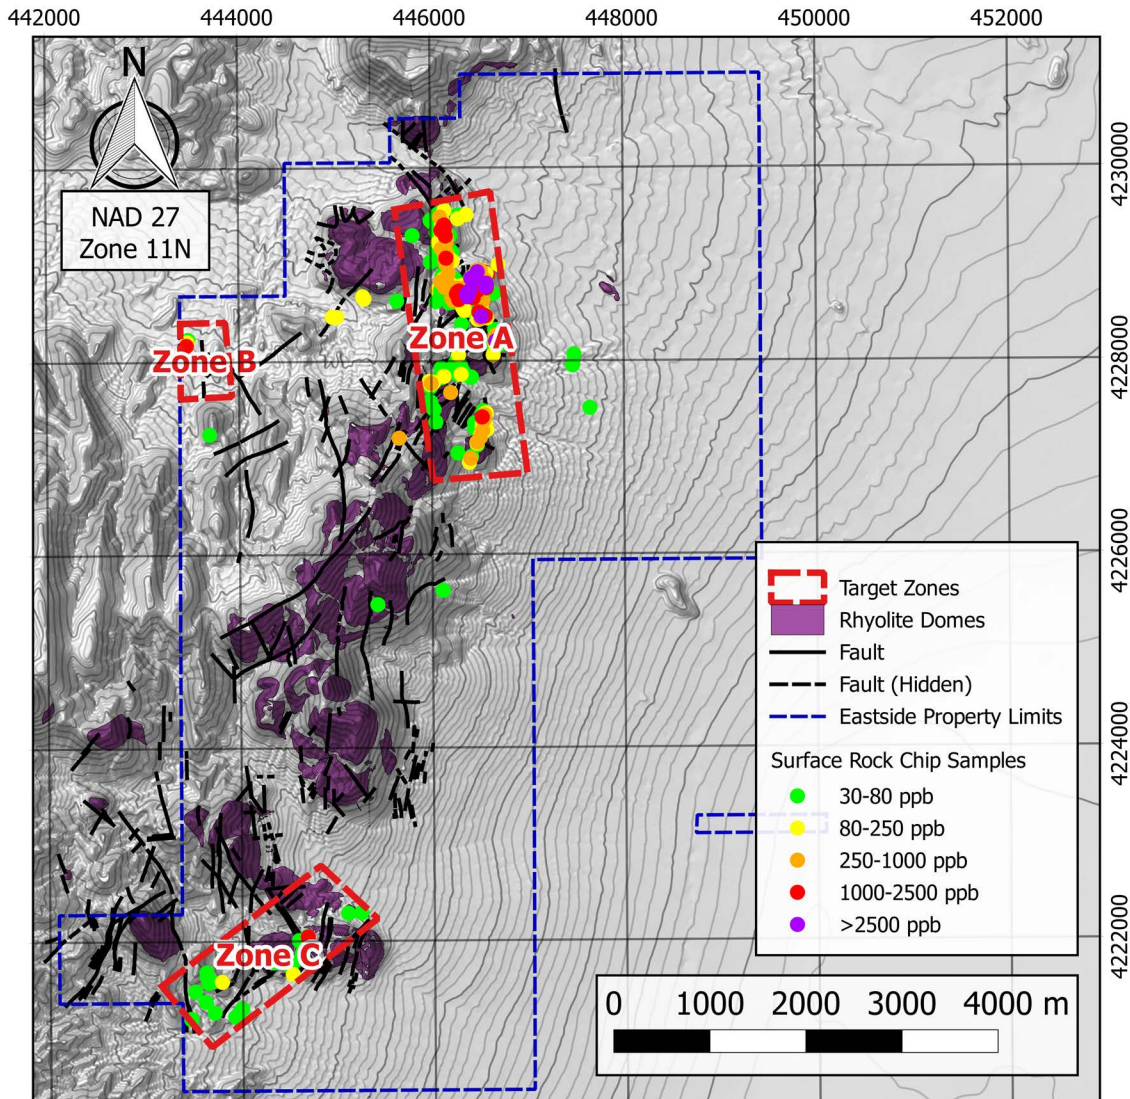 442000 444000 446000 448000 450000 452000
N
NAD 27
Zone 11N
4230000
4228000
4226000
4224000
4222000
Zone A
Zone B
Zone C
Target Zones
Rhyolite Domes
Fault
Fault (Hidden)
Eastside Property Limits
Surface Rock Chip Samples
30-80 ppb
80-250 ppb
250-1000 ppb
1000-2500 ppb
>2500 ppb
0 1000 2000 3000 4000 m